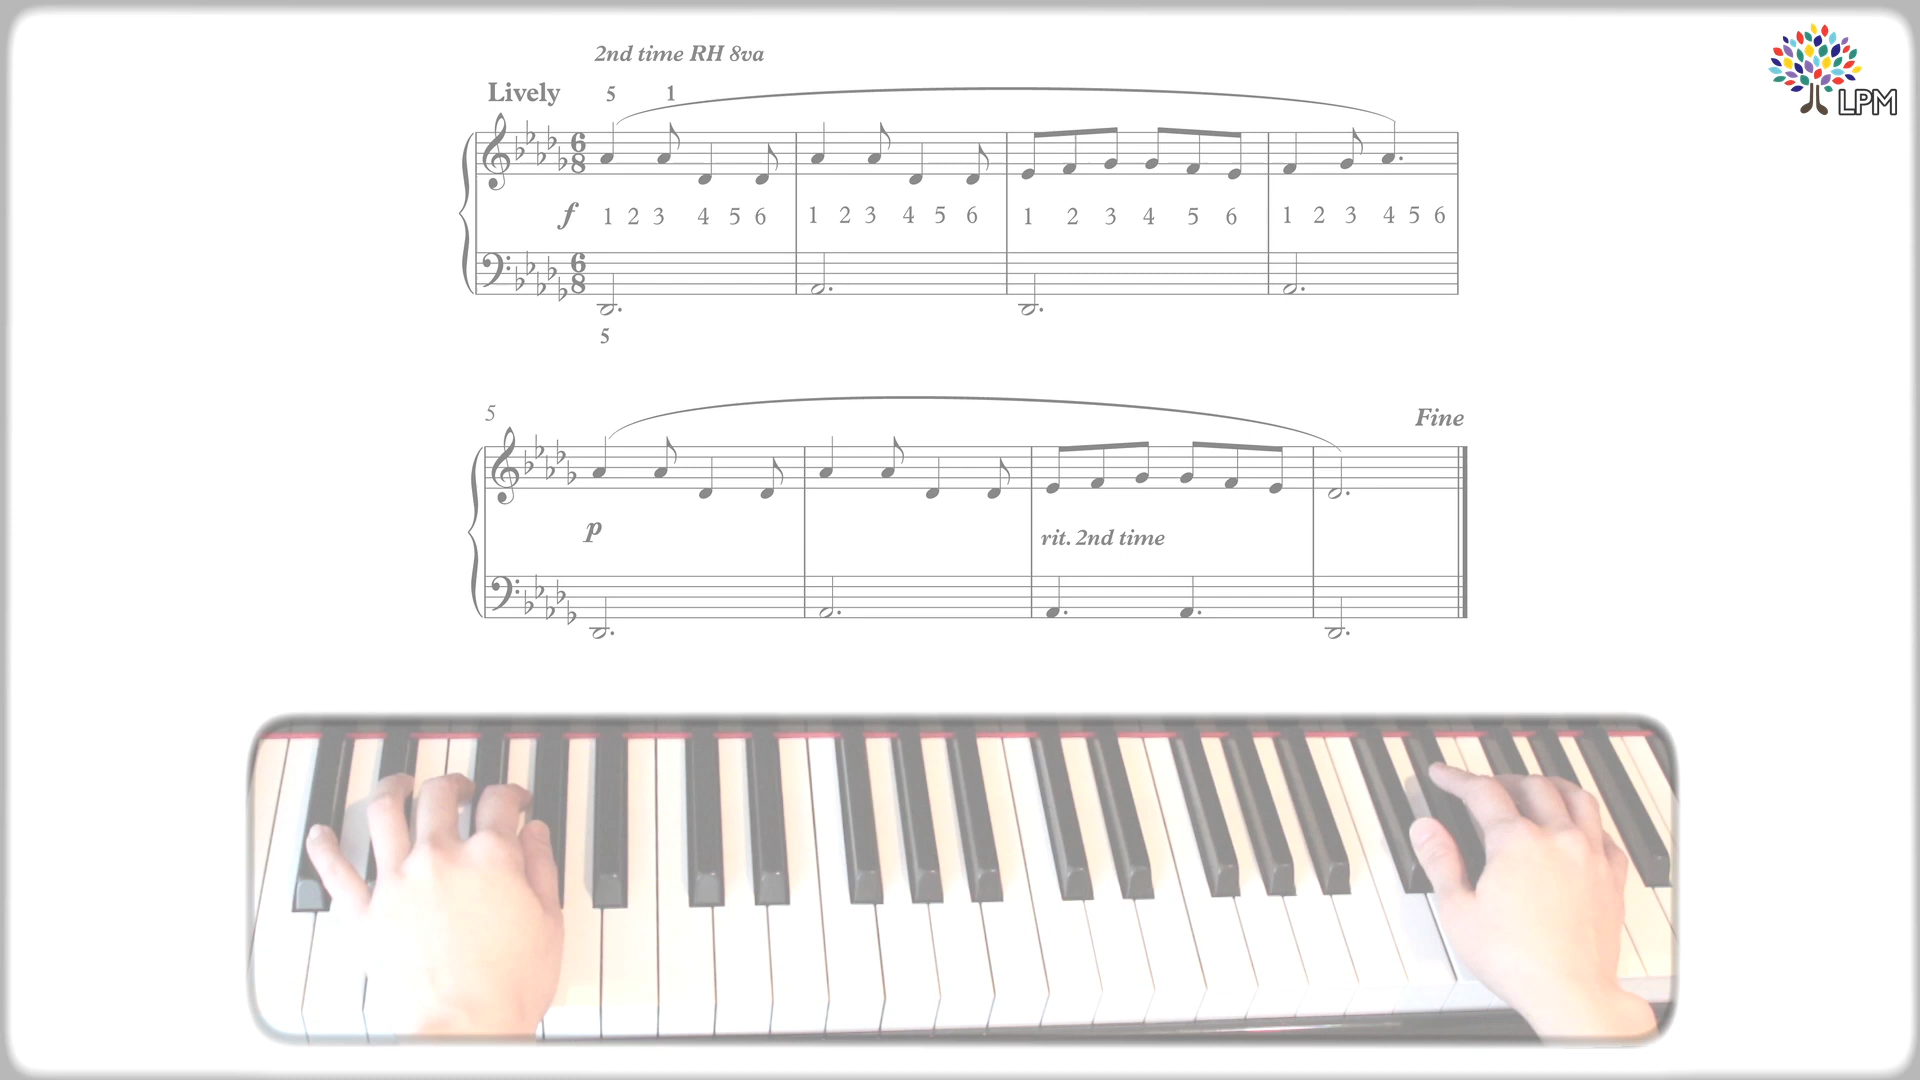 2nd time RH 8va
LPM
Lively 5 1
6
8
f 1 2 3 4 5 6 1 2 3 4 5 6 1 2 3 4 5 6 1 2 3 4 5 6
6
8
5
5
Fine
p
rit. 2nd time